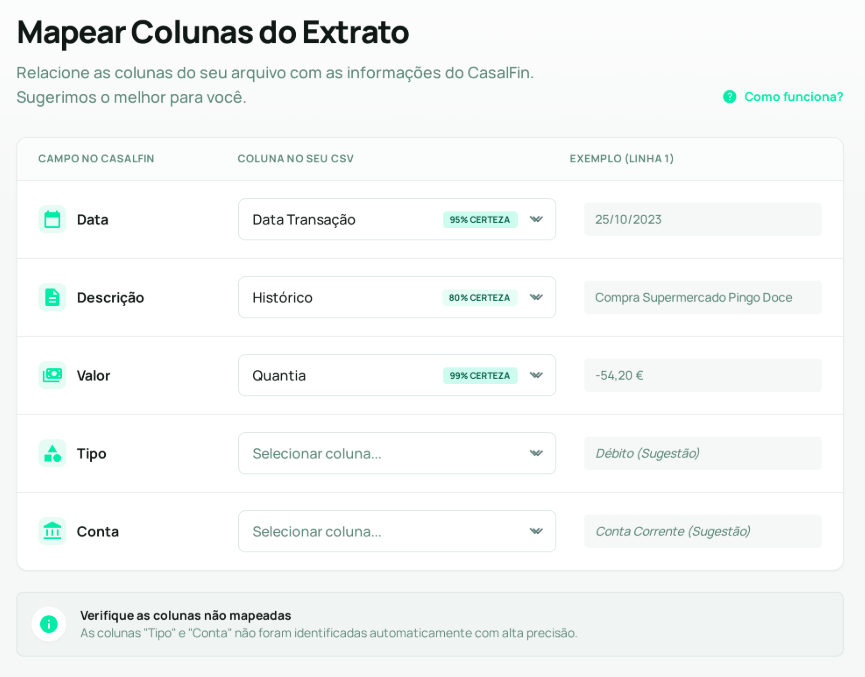 Mapear Colunas do Extrato
Relacione as colunas do seu arquivo com as informações do CasalFin.
Sugerimos o melhor para você.
Como funciona?
CAMPO NO CASALFIN COLUNA NO SEU CSV EXEMPLO (LINHA 1)
Data Data Transação 95% CERTEZA 25/10/2023
Descrição Histórico 80% CERTEZA Compra Supermercado Pingo Doce
Valor Quantia 99% CERTEZA -54,20 €
Tipo Selecionar coluna... Débito (Sugestão)
Conta Selecionar coluna... Conta Corrente (Sugestão)
Verifique as colunas não mapeadas
As colunas "Tipo" e "Conta" não foram identificadas automaticamente com alta precisão.